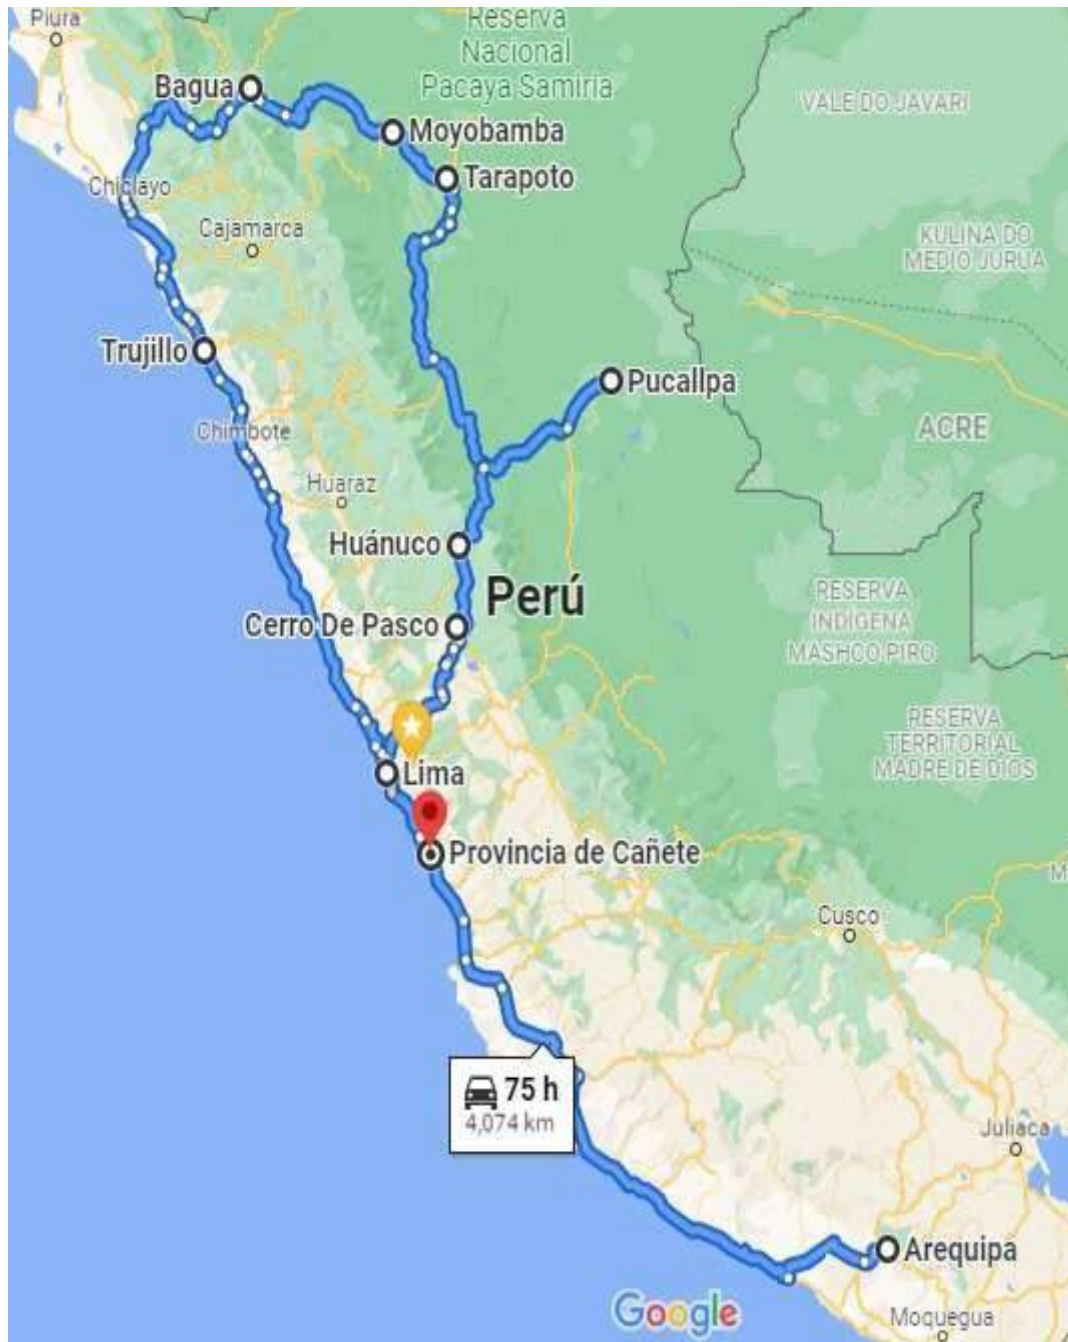 Piura
Reserva
Nacional
Pacaya Samiria
Bagua
VALE DO JAVARI
Moyobamba
Tarapoto
Chiclayo
Cajamarca
KULINA DO
MEDIO JURUA
Trujillo
Pucallpa
Chimbote
ACRE
Huaraz
Huánuco
Perú
RESERVA
INDÍGENA
MASHCO PIRO
Cerro De Pasco
RESERVA
TERRITORIAL
MADRE DE DIOS
Lima
Provincia de Cañete
Cusco
75 h
4,074 km
Juliaca
Arequipa
Google
Moquegua